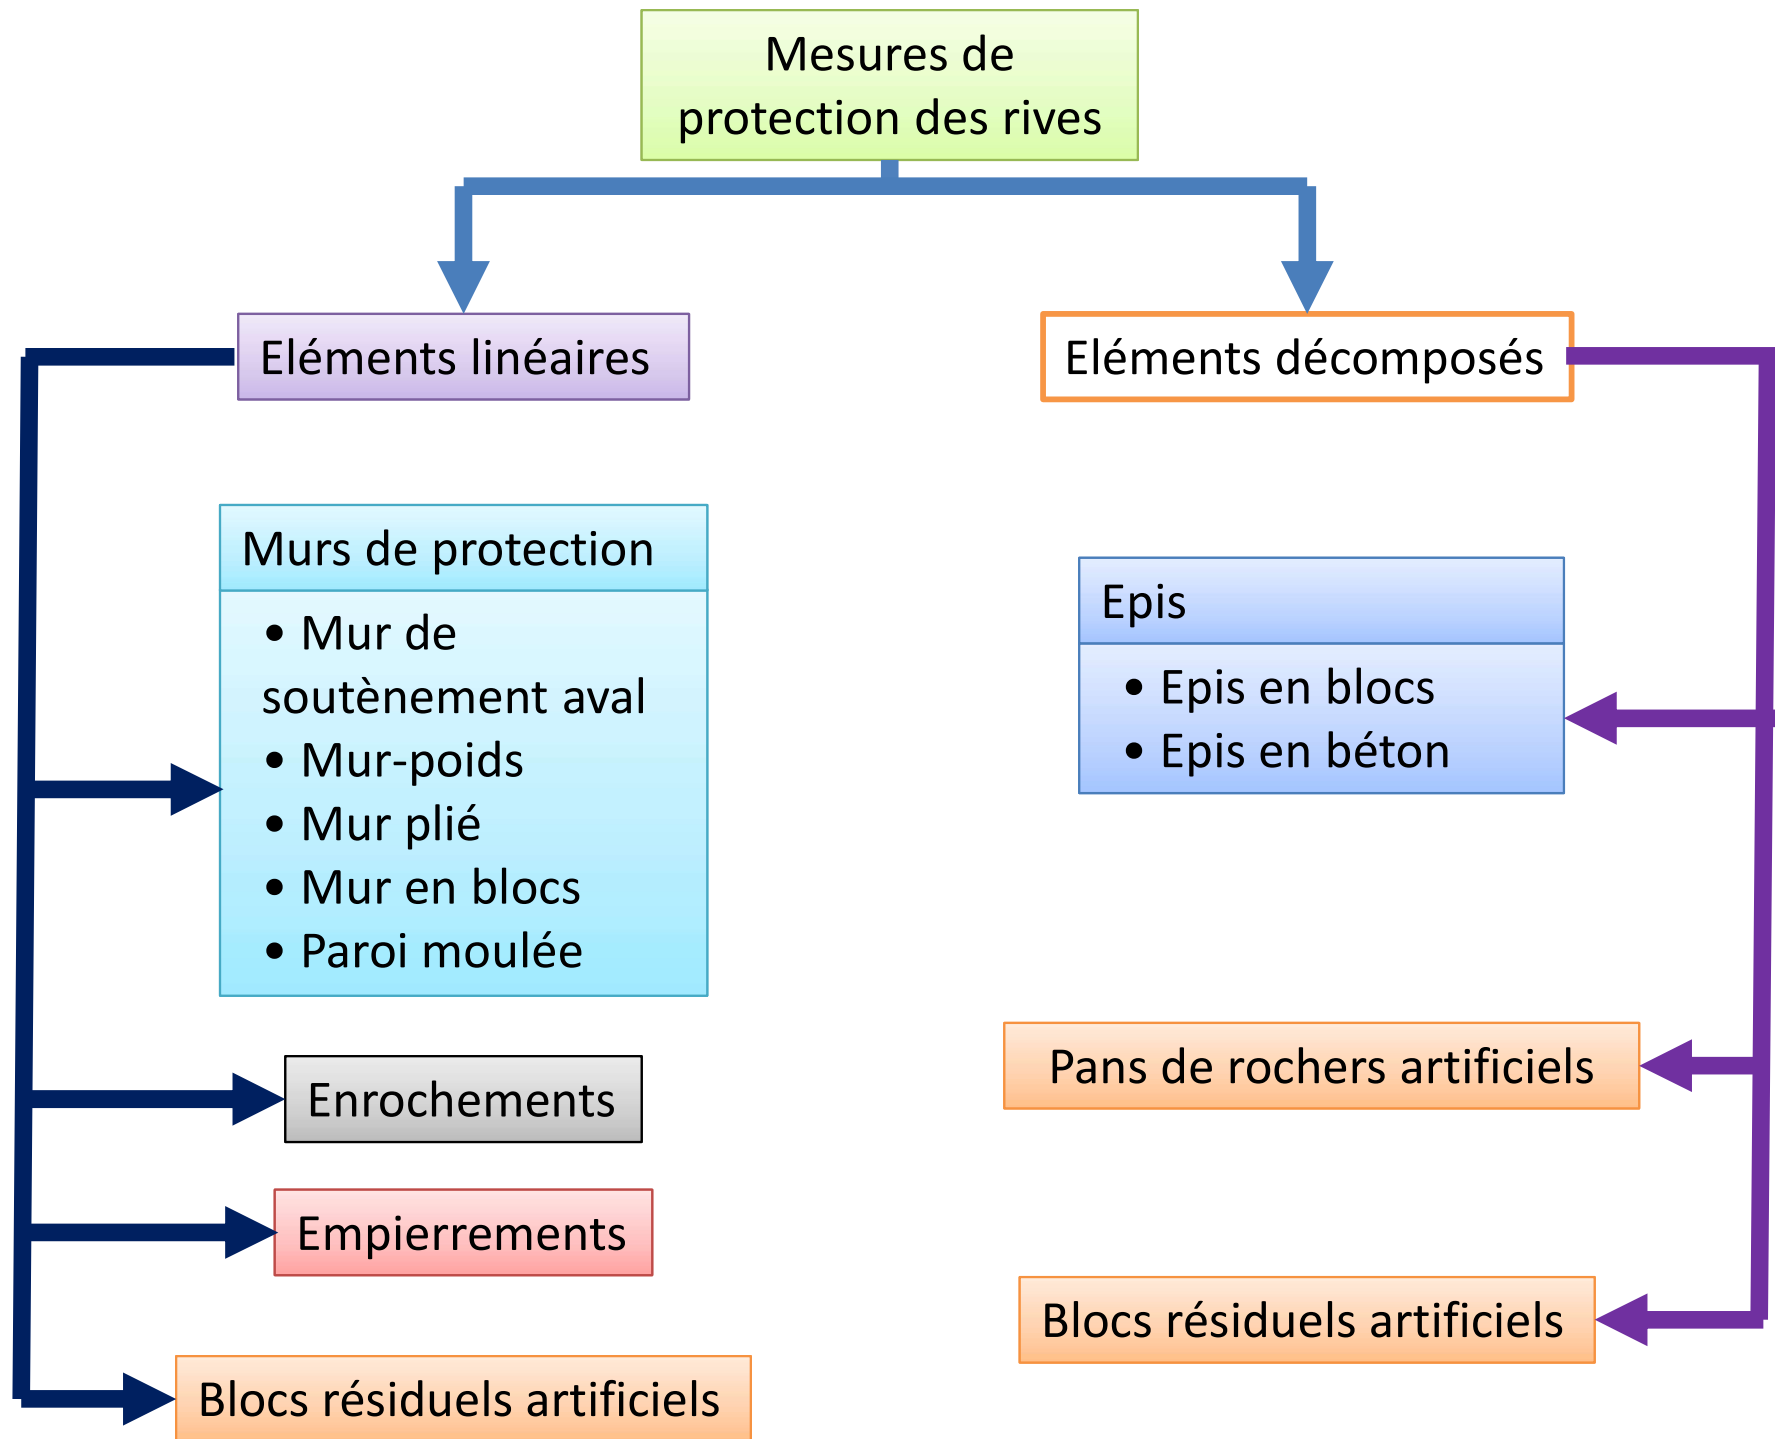 Mesures de
protection des rives
Eléments linéaires
Eléments décomposés
Murs de protection
• Mur de
soutènement aval
• Mur-poids
• Mur plié
• Mur en blocs
• Paroi moulée
Enrochements
Empierrements
Blocs résiduels artificiels
Epis
• Epis en blocs
• Epis en béton
Pans de rochers artificiels
Blocs résiduels artificiels